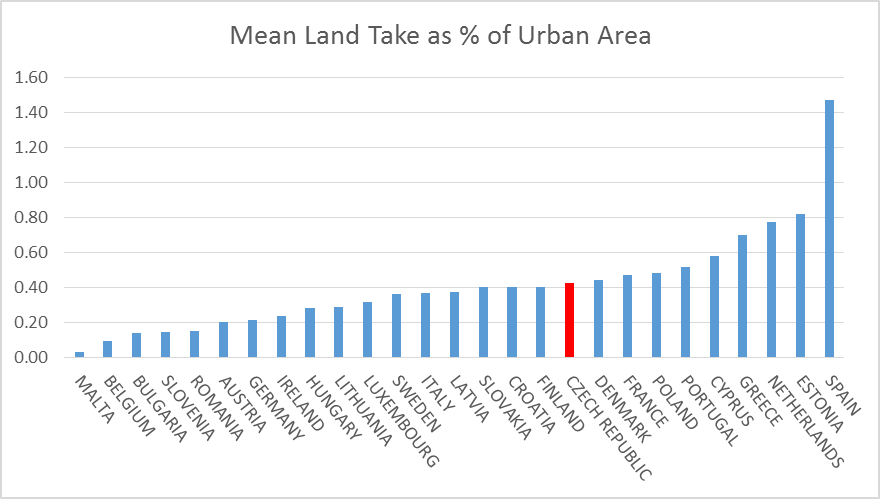 Mean Land Take as % of Urban Area
1.60
1.40
1.20
1.00
0.80
0.60
0.40
0.20
0.00
MALTA
BELGIUM
BULGARIA
SLOVENIA
ROMANIA
AUSTRIA
GERMANY
IRELAND
HUNGARY
LITHUANIA
LUXEMBOURG
SWEDEN
ITALY
LATVIA
SLOVAKIA
CROATIA
FINLAND
CZECH REPUBLIC
DENMARK
FRANCE
POLAND
PORTUGAL
CYPRUS
GREECE
NETHERLANDS
ESTONIA
SPAIN